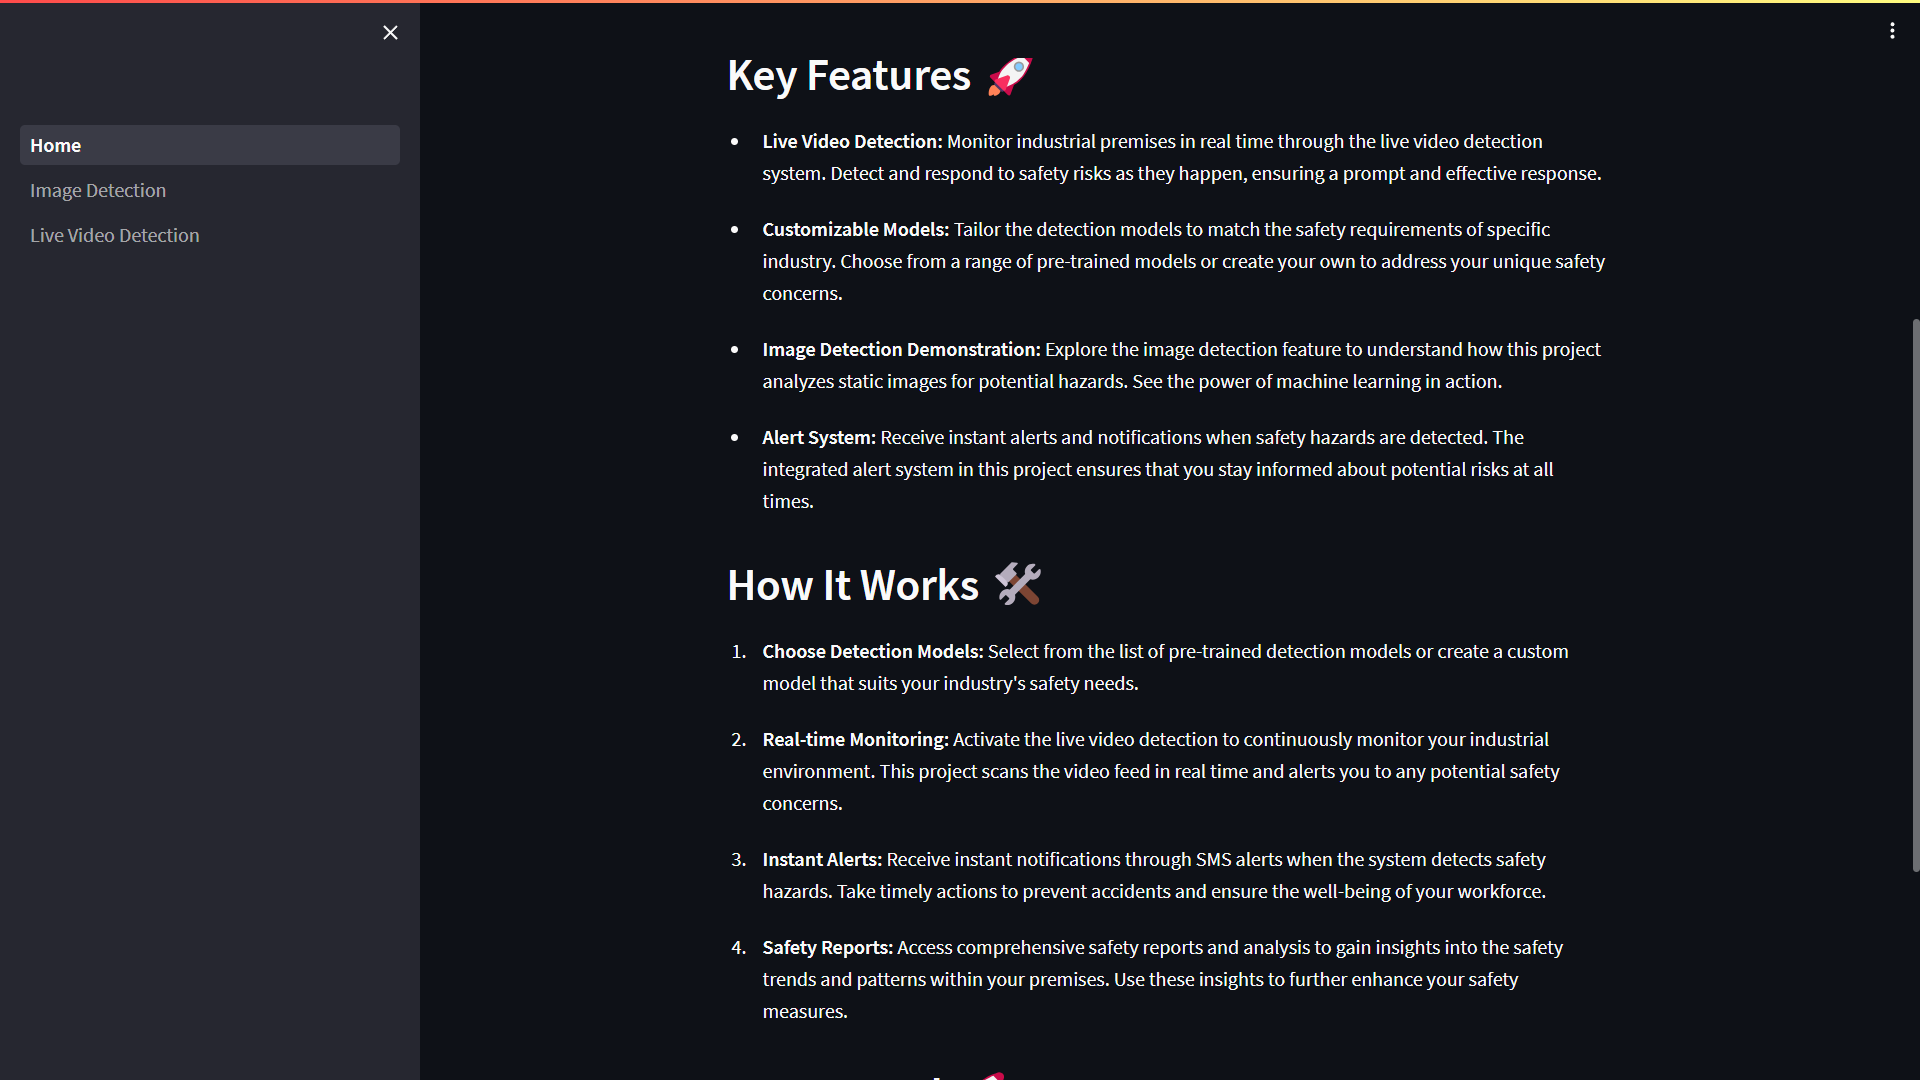 Home
Image Detection
Live Video Detection
Key Features 🚀
• Live Video Detection: Monitor industrial premises in real time through the live video detection
system. Detect and respond to safety risks as they happen, ensuring a prompt and effective response.
• Customizable Models: Tailor the detection models to match the safety requirements of specific
industry. Choose from a range of pre-trained models or create your own to address your unique safety
concerns.
• Image Detection Demonstration: Explore the image detection feature to understand how this project
analyzes static images for potential hazards. See the power of machine learning in action.
• Alert System: Receive instant alerts and notifications when safety hazards are detected. The
integrated alert system in this project ensures that you stay informed about potential risks at all
times.
How It Works 🛠️
1. Choose Detection Models: Select from the list of pre-trained detection models or create a custom
model that suits your industry's safety needs.
2. Real-time Monitoring: Activate the live video detection to continuously monitor your industrial
environment. This project scans the video feed in real time and alerts you to any potential safety
concerns.
3. Instant Alerts: Receive instant notifications through SMS alerts when the system detects safety
hazards. Take timely actions to prevent accidents and ensure the well-being of your workforce.
4. Safety Reports: Access comprehensive safety reports and analysis to gain insights into the safety
trends and patterns within your premises. Use these insights to further enhance your safety
measures.